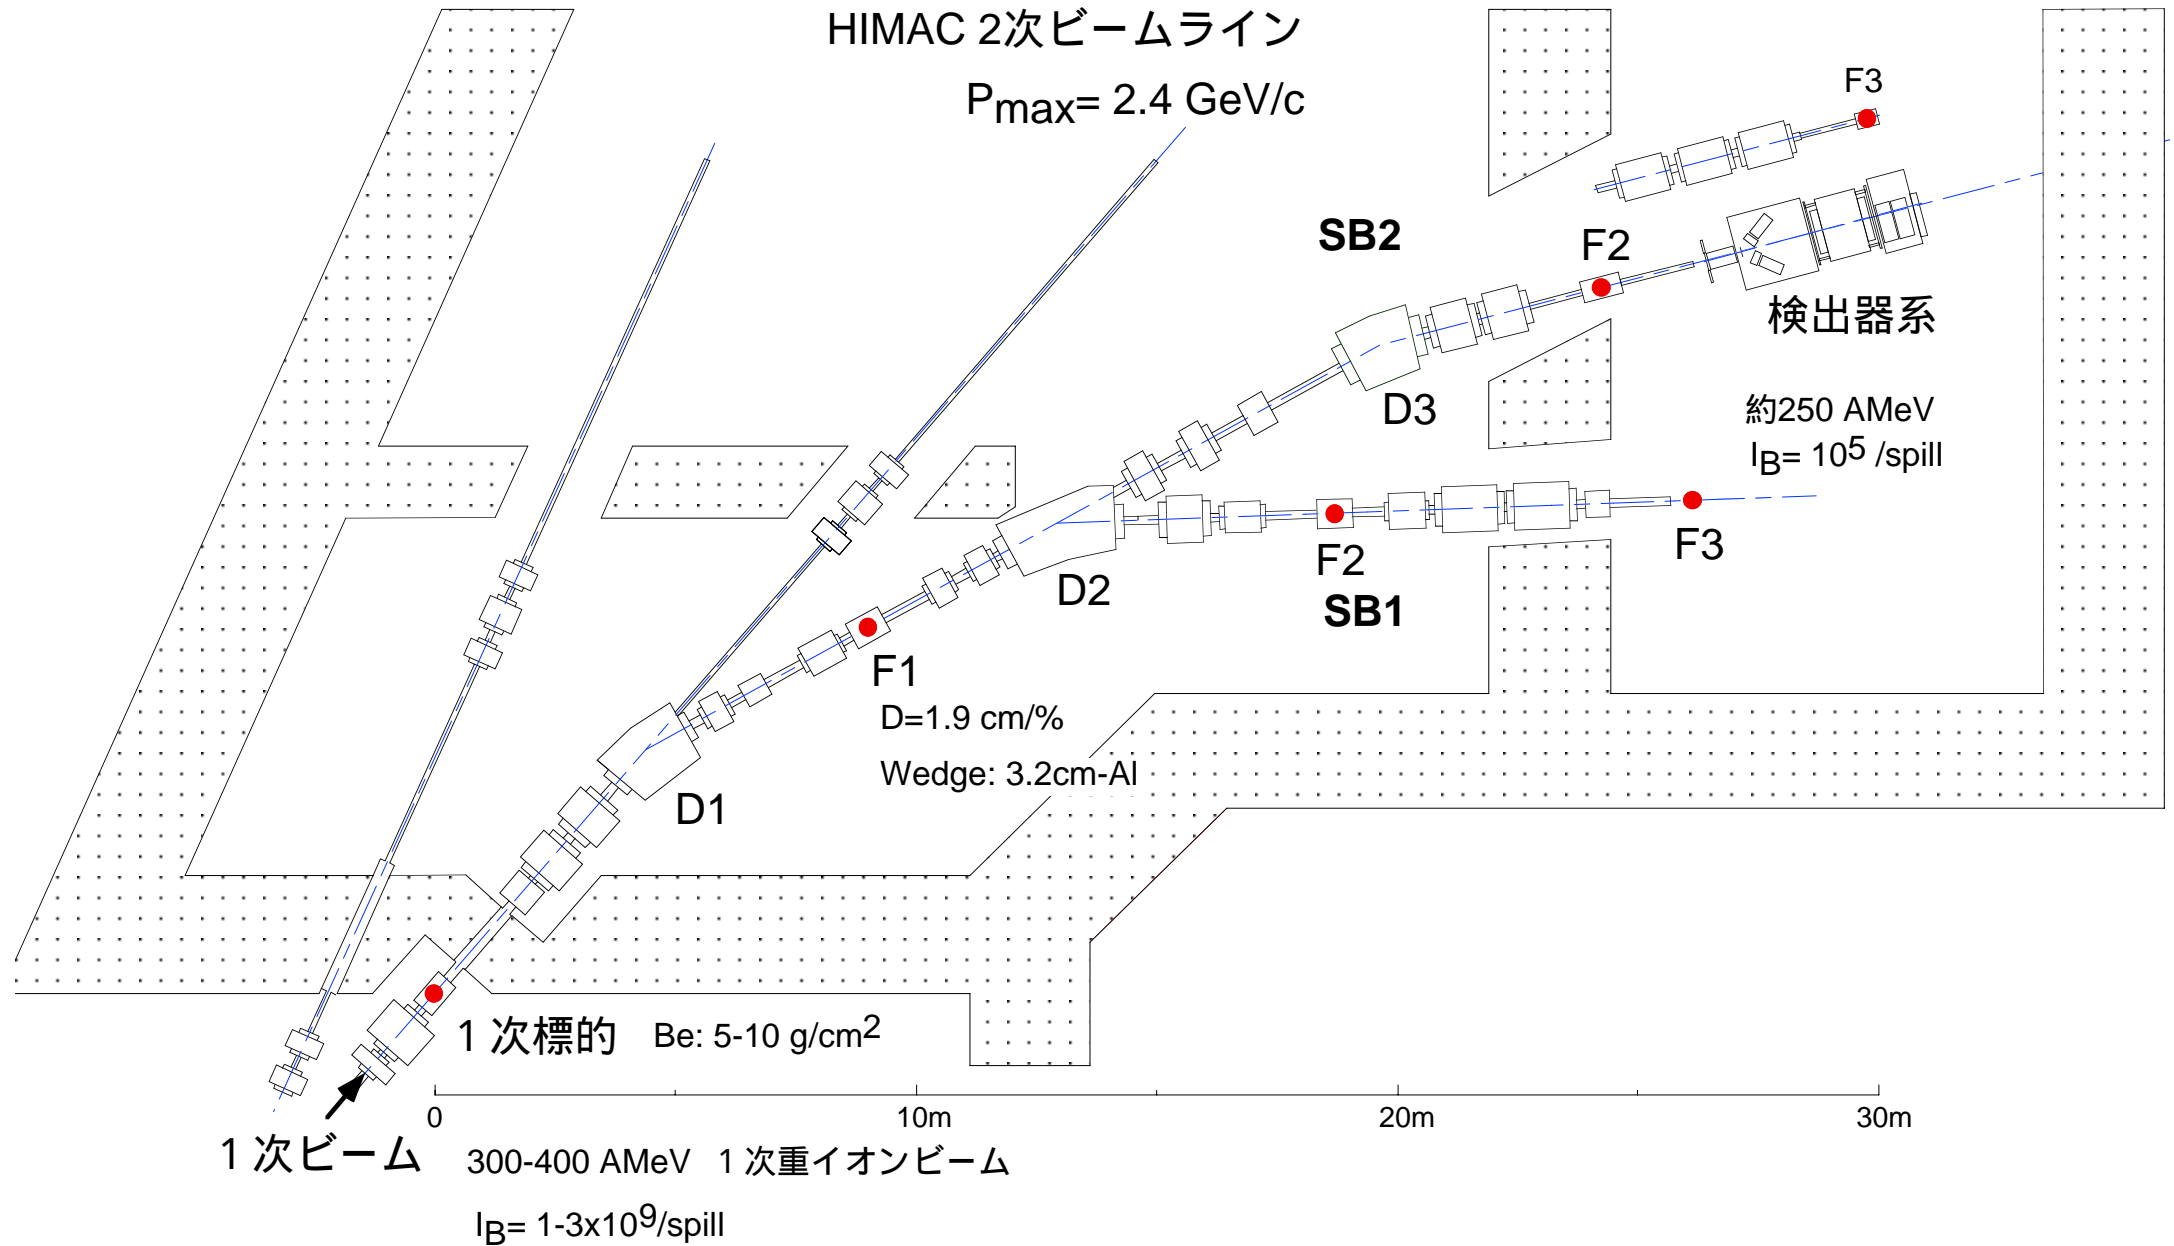 HIMAC 2次ビームライン
Pmax= 2.4 GeV/c
F3
SB2
F2
検出器系
D3
約250 AMeV
IB= 10^5 /spill
F3
F2
D2
SB1
F1
D=1.9 cm/%
Wedge: 3.2cm-Al
D1
1 次標的 Be: 5-10 g/cm^2
0 10m 20m 30m
1 次ビーム
300-400 AMeV 1 次重イオンビーム
IB= 1-3x10^9/spill